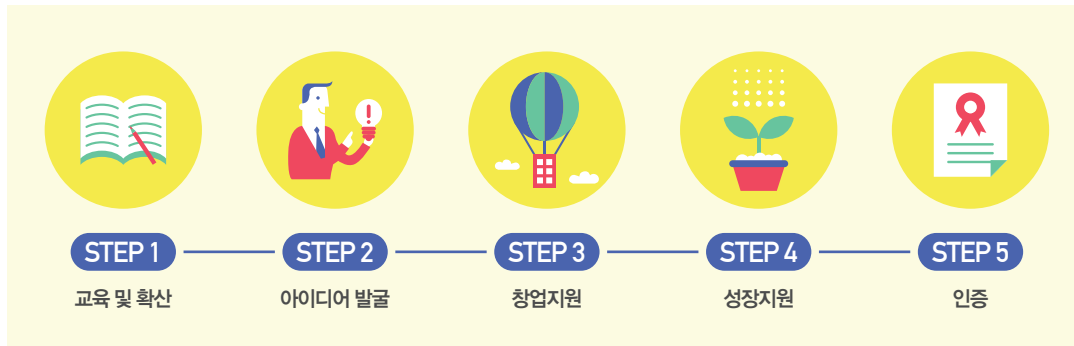 STEP 1
STEP 2
STEP 3
STEP 4
STEP 5
교육 및 확산
아이디어 발굴
창업지원
성장지원
인증